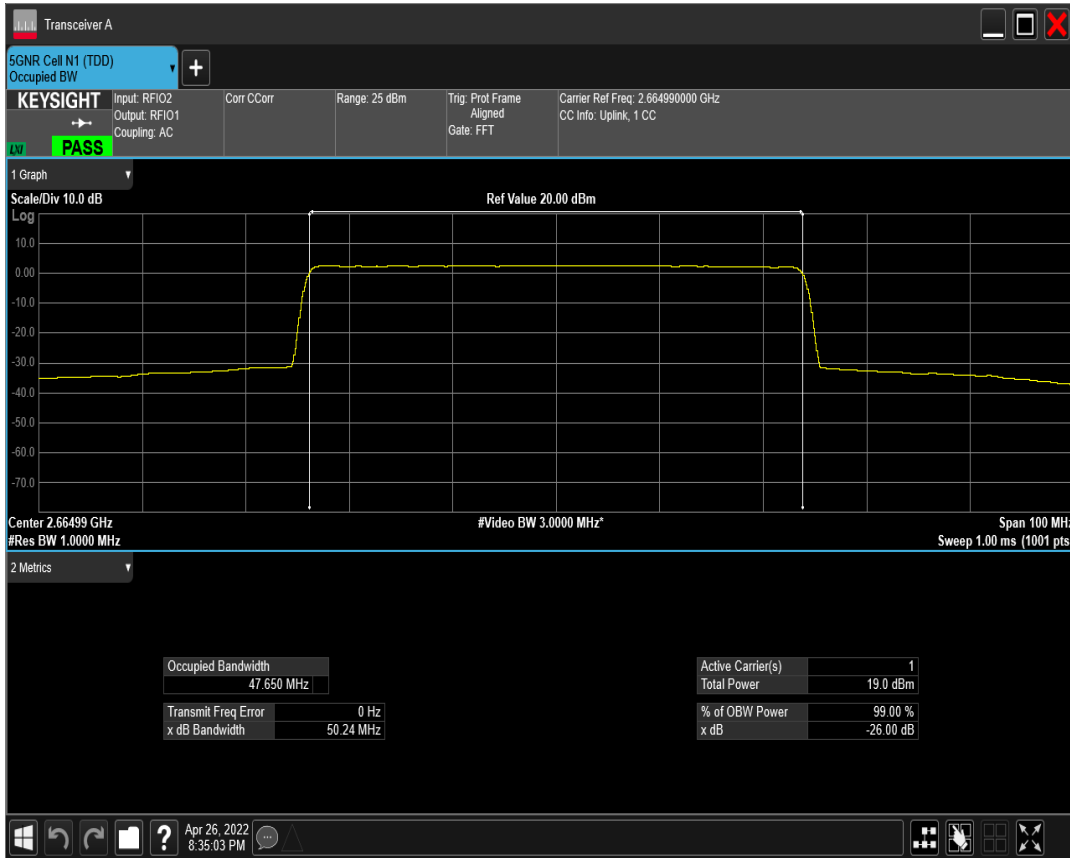 Transceiver A
5GNR Cell N1 (TDD)
Occupied BW
+
KEYSIGHT Input: RFIO2 Corr CCorr Range: 25 dBm Trig: Prot Frame Carrier Ref Freq: 2.664990000 GHz
Output: RFIO1 Aligned CC Info: Uplink, 1 CC
Coupling: AC Gate: FFT
LXI PASS
1 Graph
Scale/Div 10.0 dB Ref Value 20.00 dBm
Log
10.0
0.00
-10.0
-20.0
-30.0
-40.0
-50.0
-60.0
-70.0
Center 2.66499 GHz #Video BW 3.0000 MHz* Span 100 MHz
#Res BW 1.0000 MHz Sweep 1.00 ms (1001 pts
2 Metrics
Occupied Bandwidth Active Carrier(s) 1
47.650 MHz Total Power 19.0 dBm
Transmit Freq Error 0 Hz % of OBW Power 99.00 %
x dB Bandwidth 50.24 MHz x dB -26.00 dB
? Apr 26, 2022
8:35:03 PM